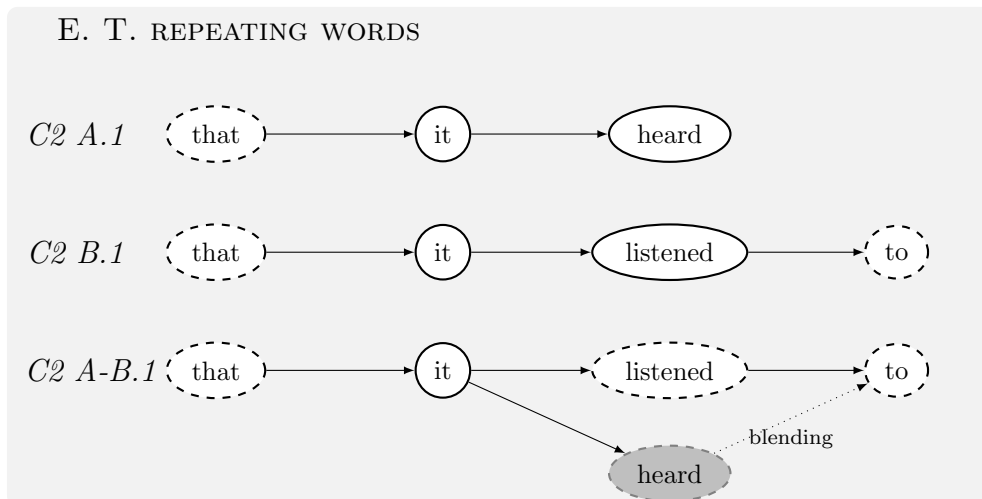 E. T. REPEATING WORDS
C2 A.1 that it heard
C2 B.1 that it listened to
C2 A-B.1 that it listened to
blending
heard